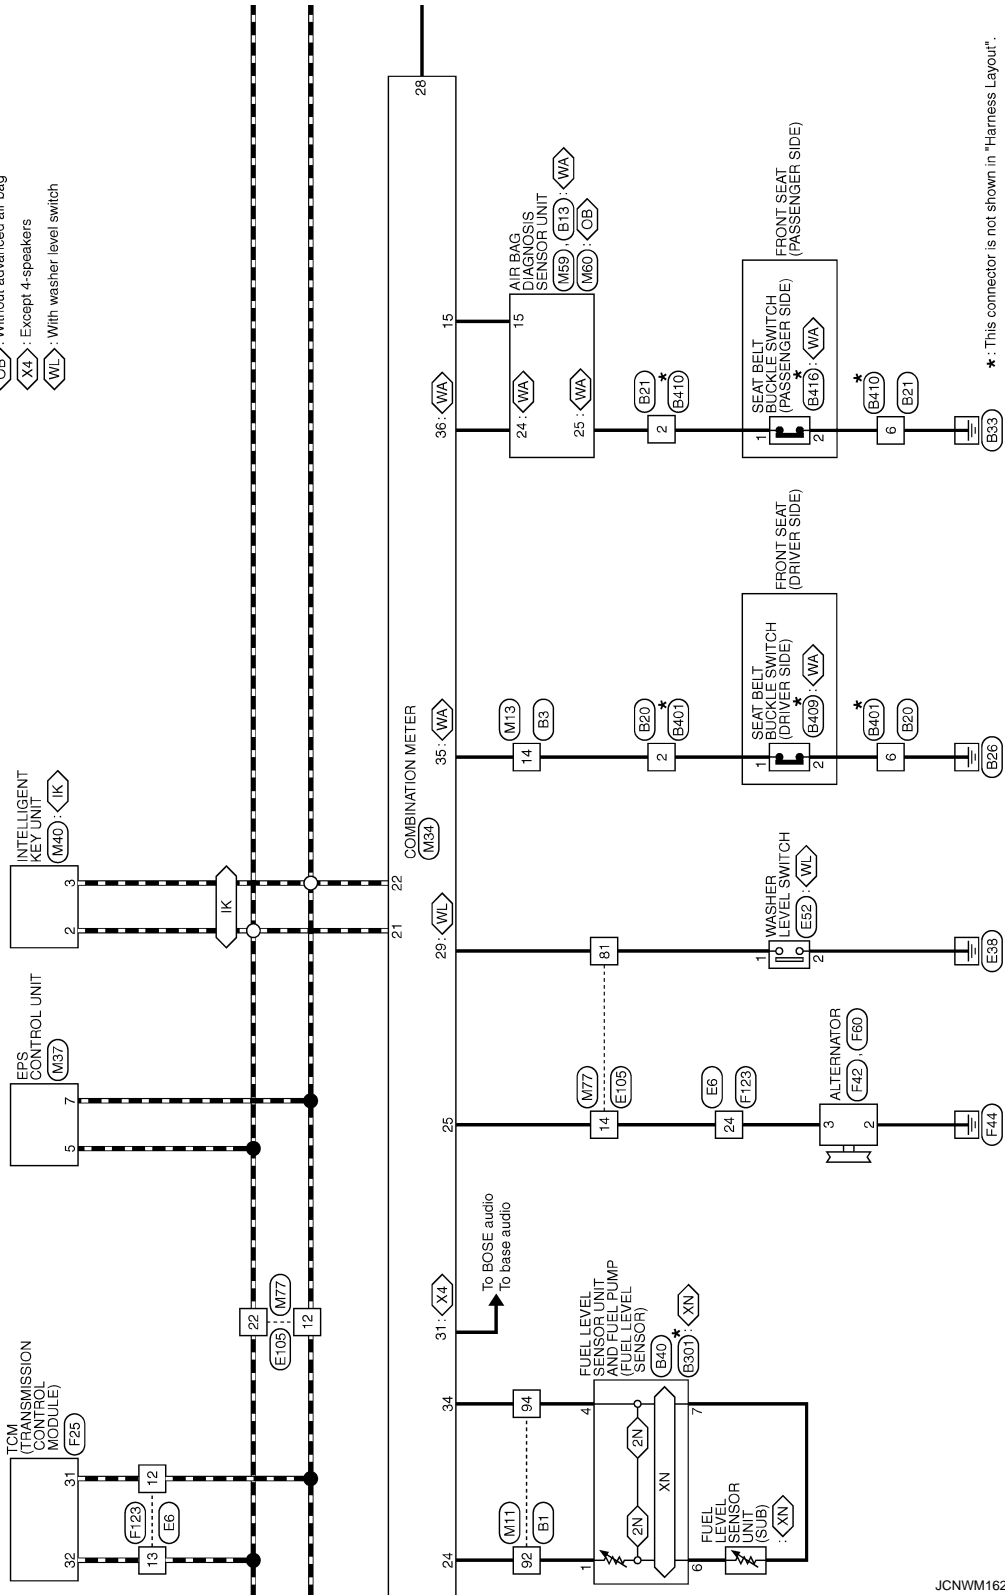 OB : Without advanced air bag
X4 : Except 4-speakers
WL : With washer level switch
28
TCM
(TRANSMISSION
CONTROL
MODULE)
F25
32
31
13
12
F123
E6
22
12
E105
M77
EPS
CONTROL UNIT
M37
5
7
INTELLIGENT
KEY UNIT
M40 : IK
2
3
IK
21
22
COMBINATION METER
M34
24
34
31 : X4
25
29 : WL
35 : WA
36 : WA
15
To BOSE audio
To base audio
M11
B1
92
94
FUEL LEVEL
SENSOR UNIT
AND FUEL PUMP
(FUEL LEVEL
SENSOR)
B40
* B301 : XN
1
4
2N
2N
XN
6
7
FUEL
LEVEL
SENSOR
UNIT
(SUB)
: XN
M77
E105
14
81
E6
F123
24
ALTERNATOR
F42 , F60
3
2
F44
WASHER
LEVEL SWITCH
E52 : WL
1
2
E38
M13
B3
14
B20
* B401
2
FRONT SEAT
(DRIVER SIDE)
SEAT BELT
BUCKLE SWITCH
(DRIVER SIDE)
* B409 : WA
1
2
* B401
B20
6
B26
AIR BAG
DIAGNOSIS
SENSOR UNIT
M59 , B13 : WA
M60 : OB
24 : WA
15
25 : WA
B21
* B410
2
FRONT SEAT
(PASSENGER SIDE)
SEAT BELT
BUCKLE SWITCH
(PASSENGER SIDE)
* B416 : WA
1
2
* B410
B21
6
B33
* : This connector is not shown in "Harness Layout".